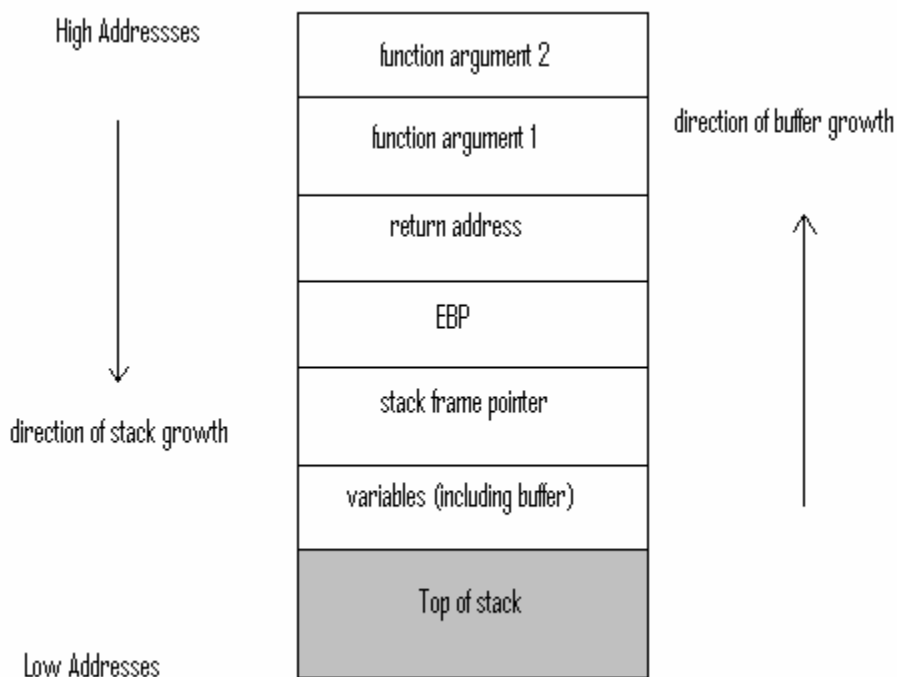 High Addressses
function argument 2
function argument 1
direction of buffer growth
return address
EBP
stack frame pointer
direction of stack growth
variables (including buffer)
Top of stack
Low Addresses